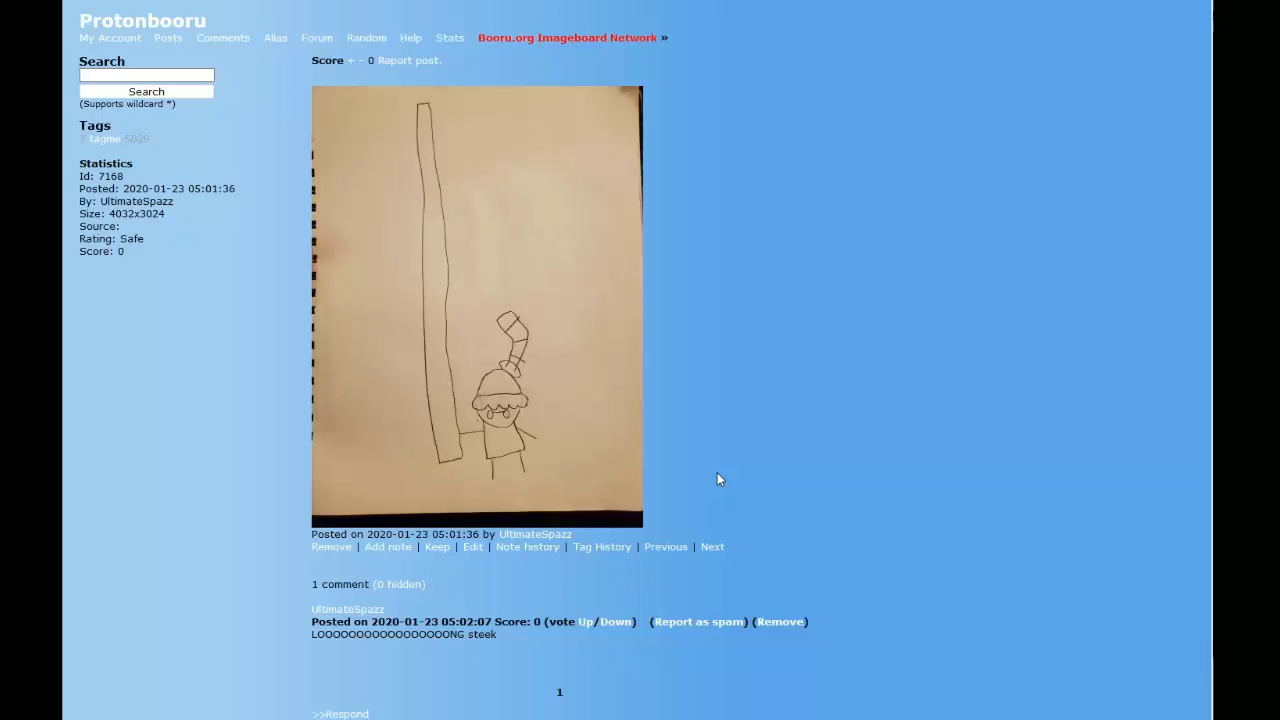 Protonbooru
My Account Posts Comments Alias Forum Random Help Stats Booru.org Imageboard Network »
Search
Search
(Supports wildcard *)
Tags
? tagme 5020
Statistics
Id: 7168
Posted: 2020-01-23 05:01:36
By: UltimateSpazz
Size: 4032x3024
Source:
Rating: Safe
Score: 0
Score + - 0 Report post.
Posted on 2020-01-23 05:01:36 by UltimateSpazz
Remove | Add note | Keep | Edit | Note history | Tag History | Previous | Next
1 comment (0 hidden)
UltimateSpazz
Posted on 2020-01-23 05:02:07 Score: 0 (vote Up/Down) (Report as spam) (Remove)
LOOOOOOOOOOOOOOOOONG steek
1
>>Respond